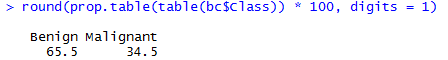 > round(prop.table(table(bc$Class)) * 100, digits = 1)
Benign Malignant
65.5 34.5